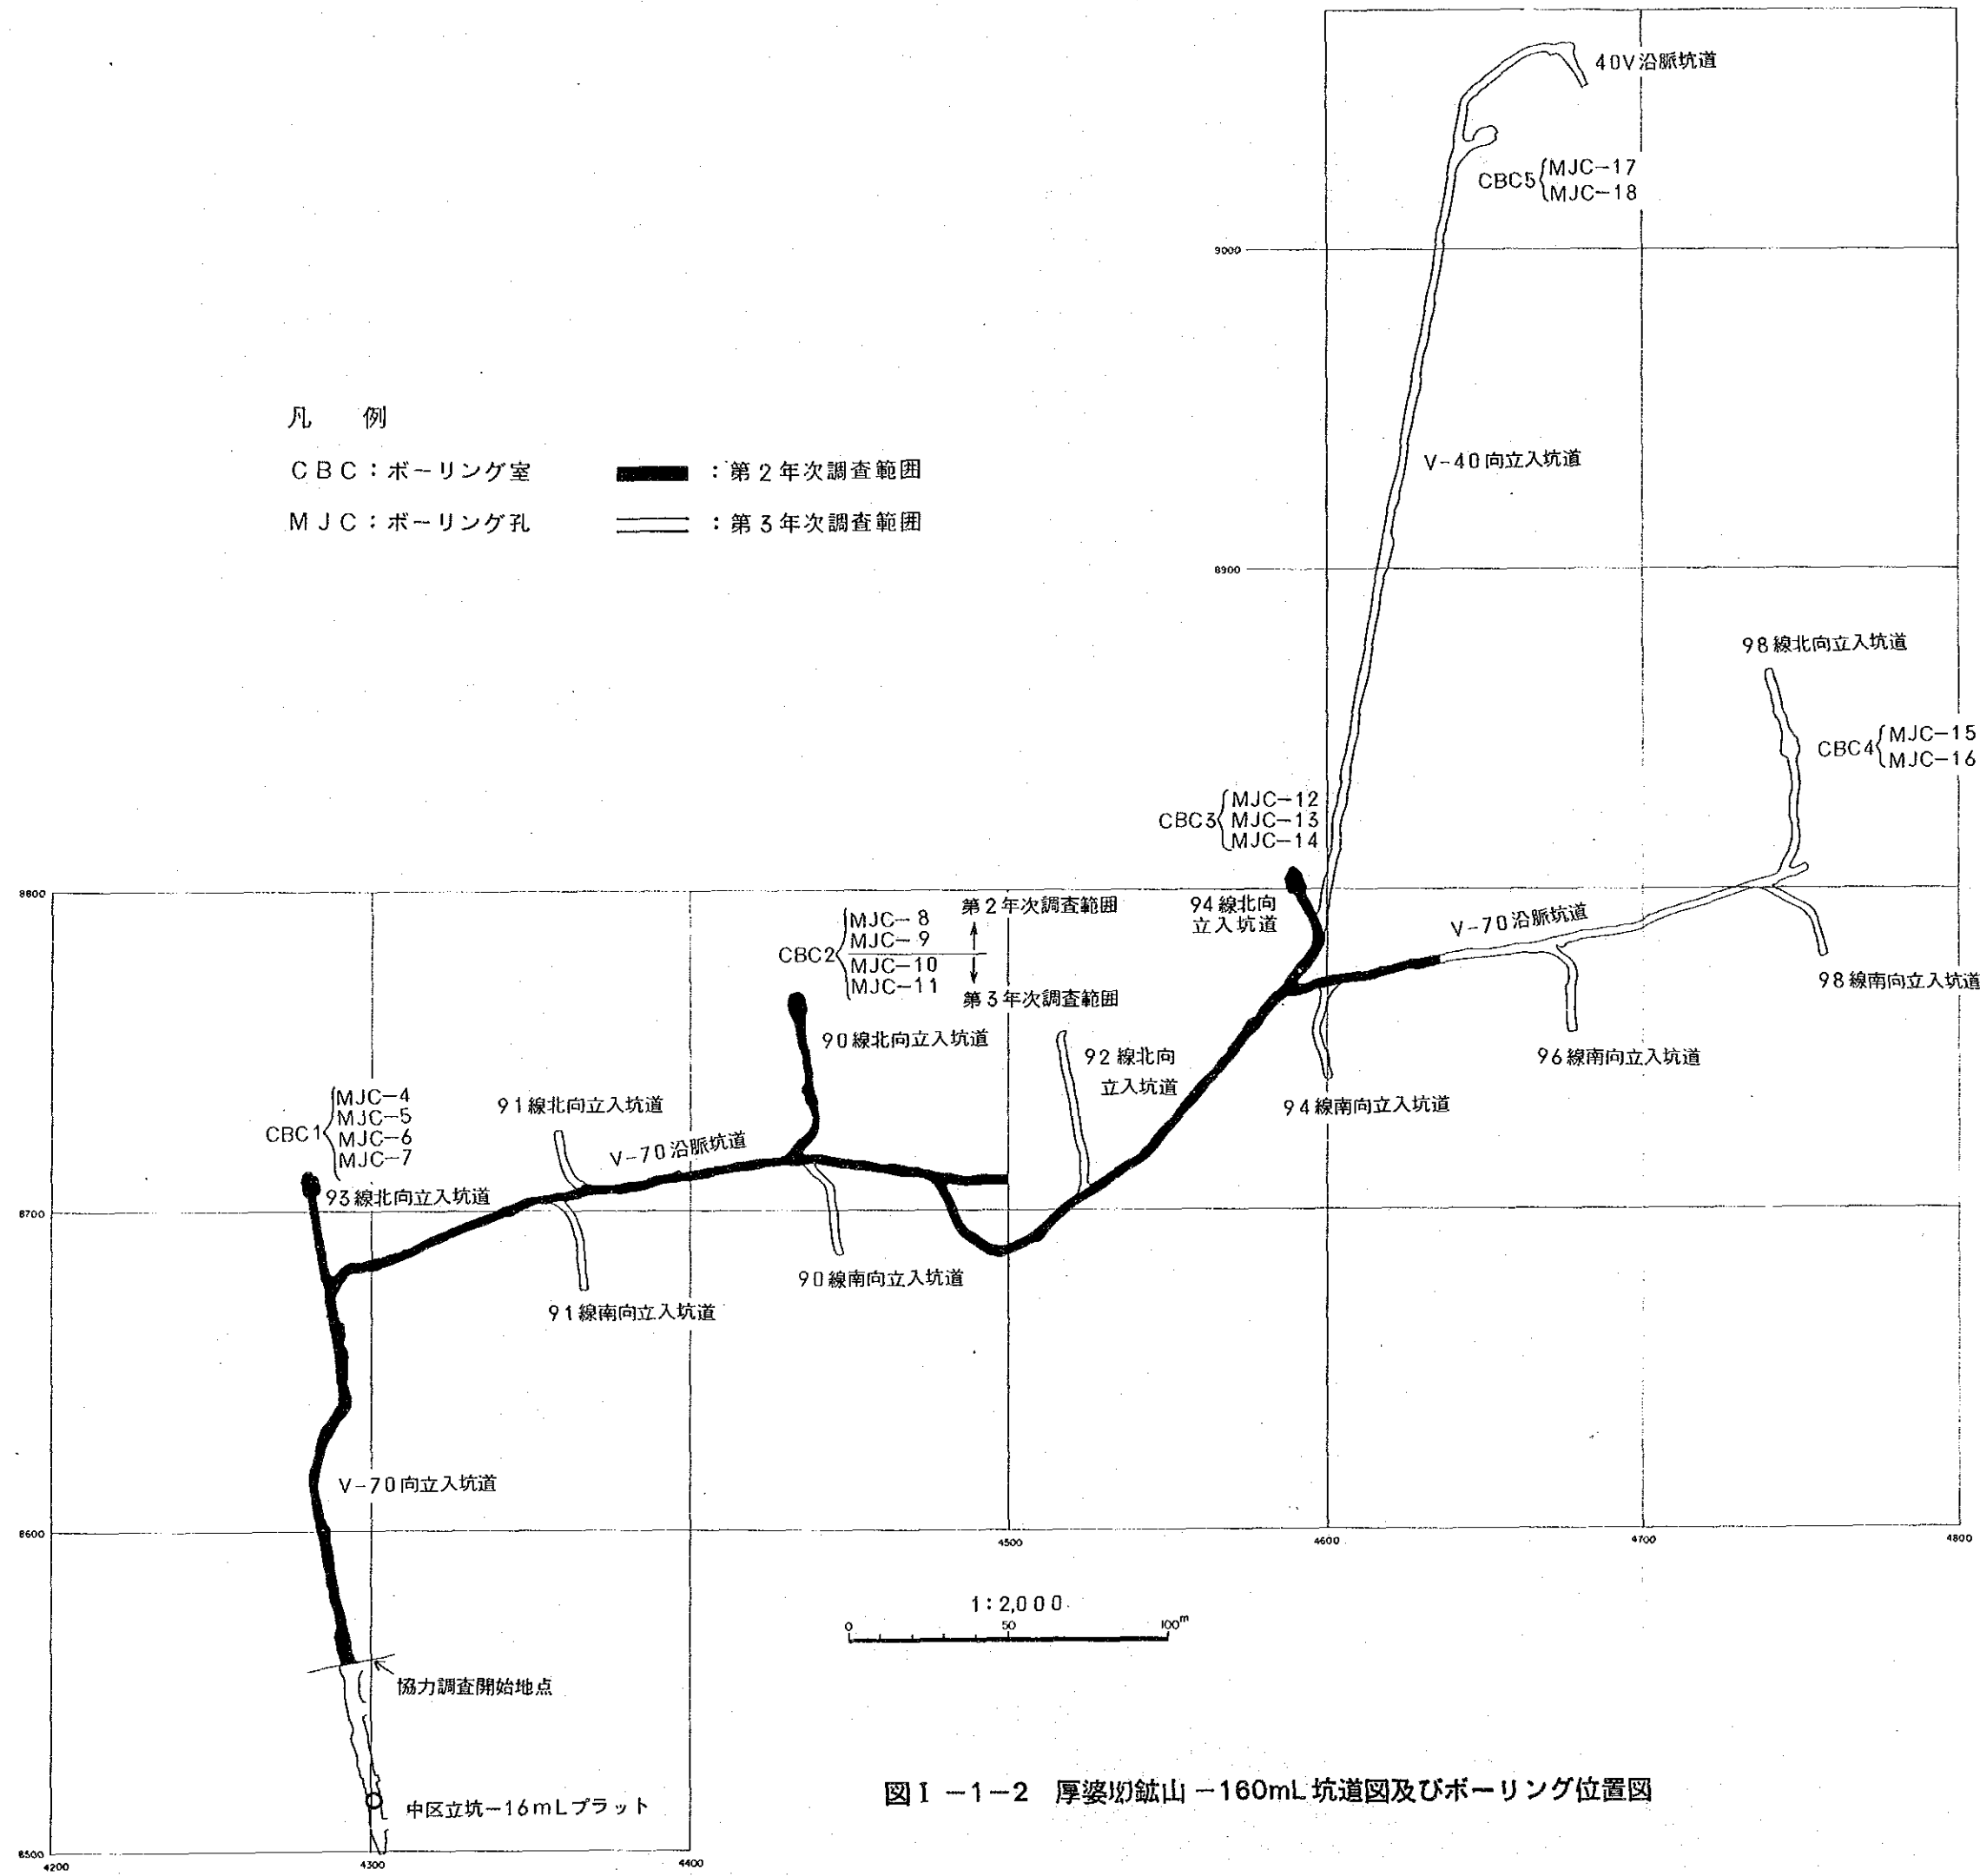 40V沿脈坑道
CBC5
MJC-17
MJC-18
9000
凡 例
CBC：ボーリング室
：第2年次調査範囲
MJC：ボーリング孔
：第3年次調査範囲
V-40向立入坑道
8900
98線北向立入坑道
CBC4
MJC-15
MJC-16
CBC3
MJC-12
MJC-13
MJC-14
8800
CBC2
MJC-8
MJC-9
MJC-10
MJC-11
第2年次調査範囲
第3年次調査範囲
94線北向
立入坑道
V-70沿脈坑道
98線南向立入坑道
90線北向立入坑道
92線北向
立入坑道
96線南向立入坑道
94線南向立入坑道
CBC1
MJC-4
MJC-5
MJC-6
MJC-7
91線北向立入坑道
V-70沿脈坑道
93線北向立入坑道
8700
90線南向立入坑道
91線南向立入坑道
V-70向立入坑道
8600
4500
4600
4700
4800
1:2,000
0
50
100m
協力調査開始地点
中区立坑-16mLプラット
図I-1-2 厚婆坳鉱山-160mL坑道図及びボーリング位置図
8500
4200
4300
4400